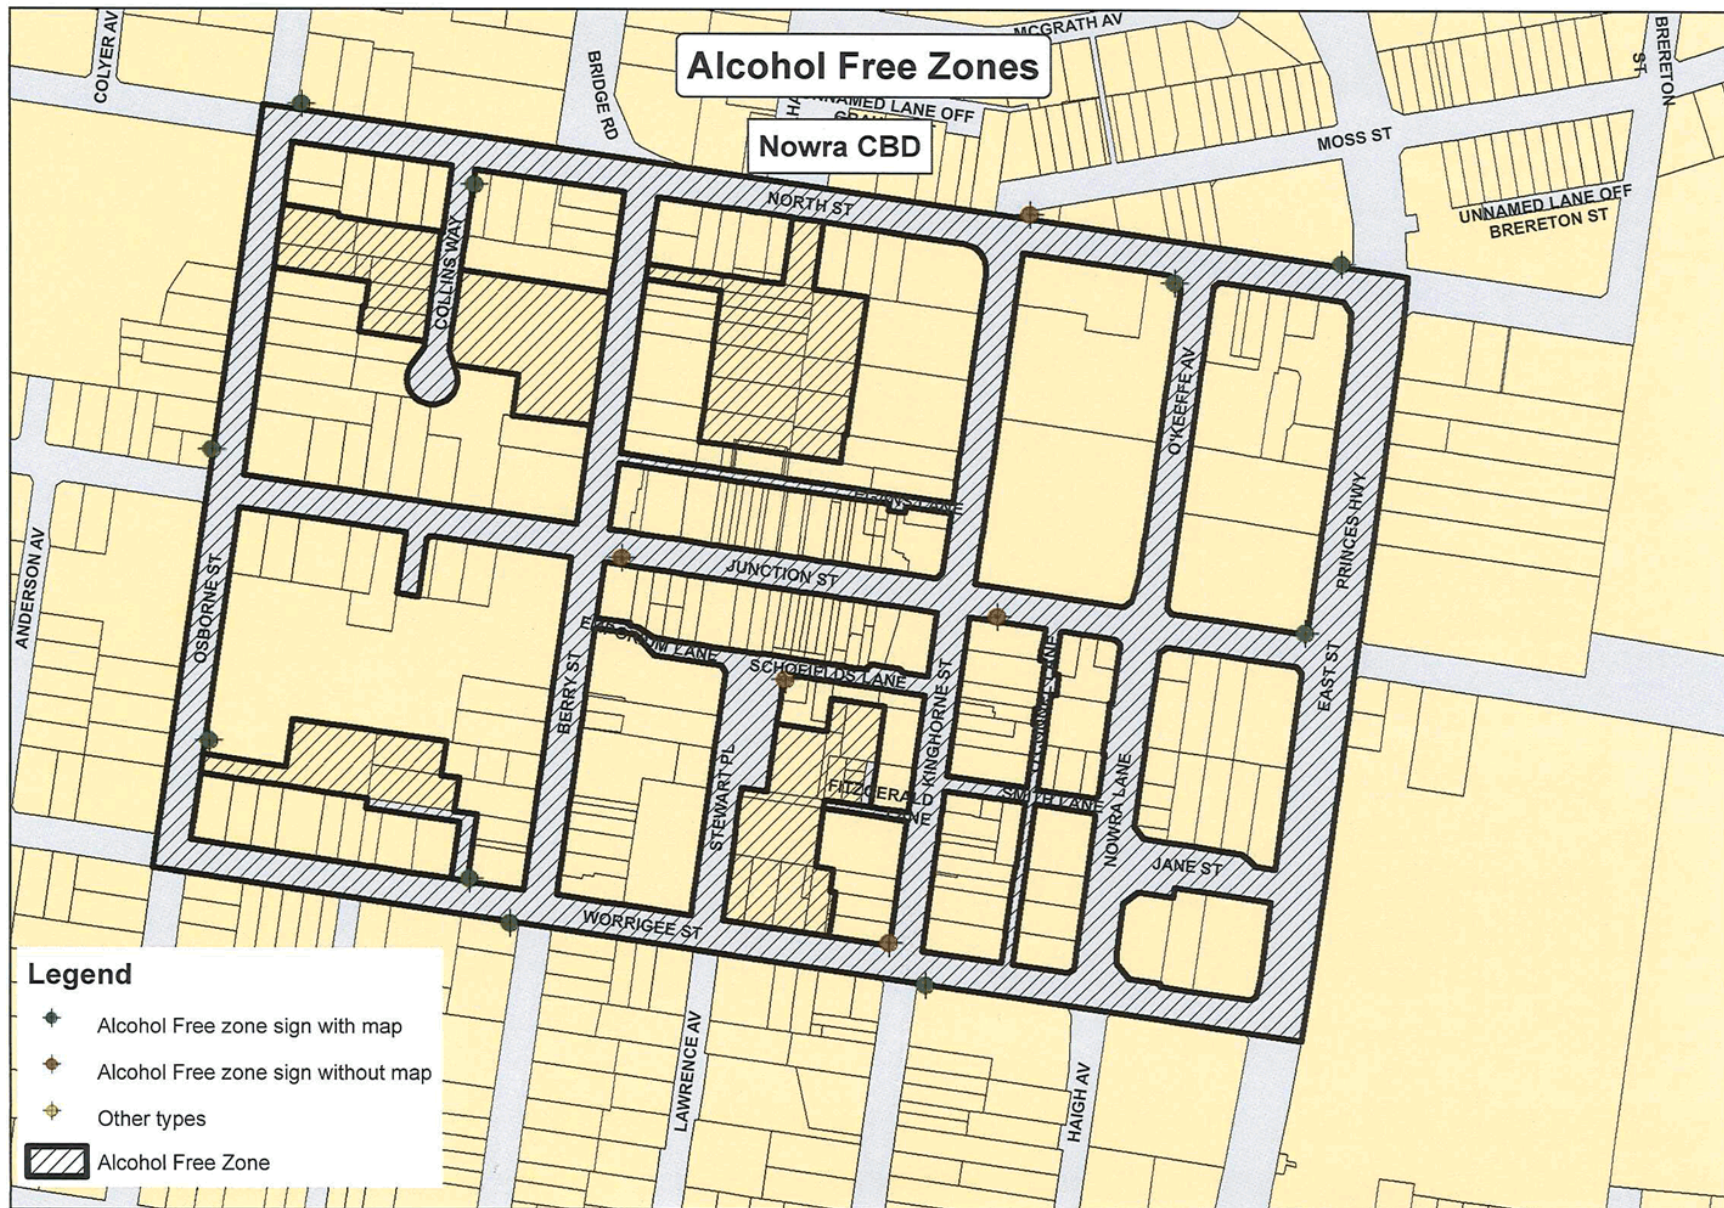 Alcohol Free Zones
Nowra CBD
COLYER AV
BRIDGE RD
MCGRATH AV
UNNAMED LANE OFF
BRERETON
ST
MOSS ST
UNNAMED LANE OFF
BRERETON ST
NORTH ST
COLLINS WAY
O'KEEFFE AV
PRINCES HWY
ANDERSON AV
OSBORNE ST
JUNCTION ST
EMPORIUM LANE
SCHOFIELDS LANE
BERRY ST
STEWART PL
KINGHORNE ST
FITZGERALD
LANE
SMITH LANE
NOWRA LANE
EAST ST
JANE ST
WORRIGEE ST
LAWRENCE AV
HAIGH AV
Legend
Alcohol Free zone sign with map
Alcohol Free zone sign without map
Other types
Alcohol Free Zone